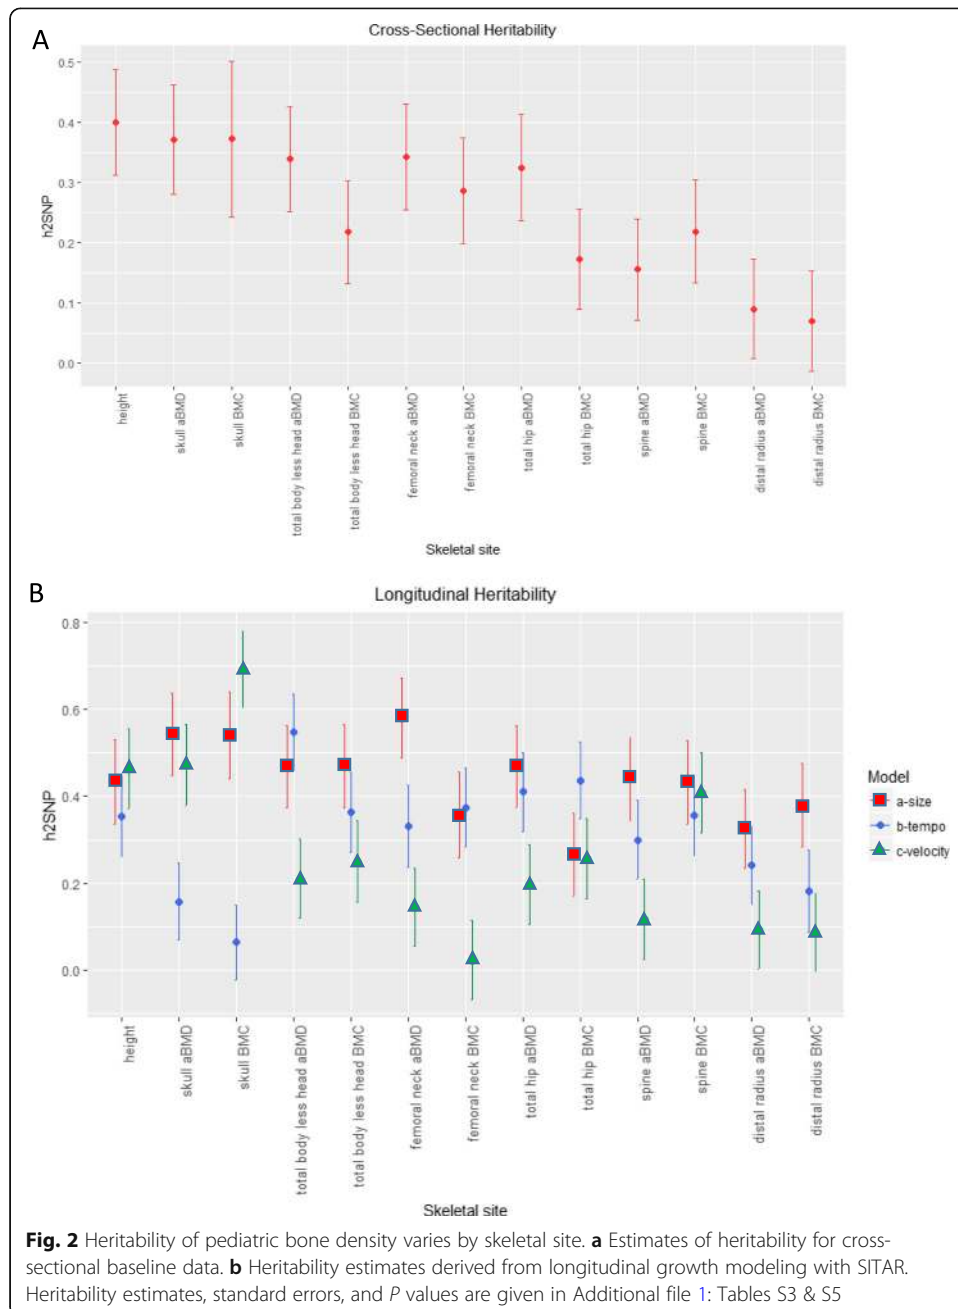 A
Cross-Sectional Heritability
0.5
0.4
0.3
0.2
0.1
0.0
h2SNP
height
skull aBMD
skull BMC
total body less head aBMD
total body less head BMC
femoral neck aBMD
femoral neck BMC
total hip aBMD
total hip BMC
spine aBMD
spine BMC
distal radius aBMD
distal radius BMC
Skeletal site
B
Longitudinal Heritability
0.8
0.6
0.4
0.2
0.0
h2SNP
Model
a-size
b-tempo
c-velocity
height
skull aBMD
skull BMC
total body less head aBMD
total body less head BMC
femoral neck aBMD
femoral neck BMC
total hip aBMD
total hip BMC
spine aBMD
spine BMC
distal radius aBMD
distal radius BMC
Skeletal site
Fig. 2 Heritability of pediatric bone density varies by skeletal site. a Estimates of heritability for cross-
sectional baseline data. b Heritability estimates derived from longitudinal growth modeling with SITAR.
Heritability estimates, standard errors, and P values are given in Additional file 1: Tables S3 & S5